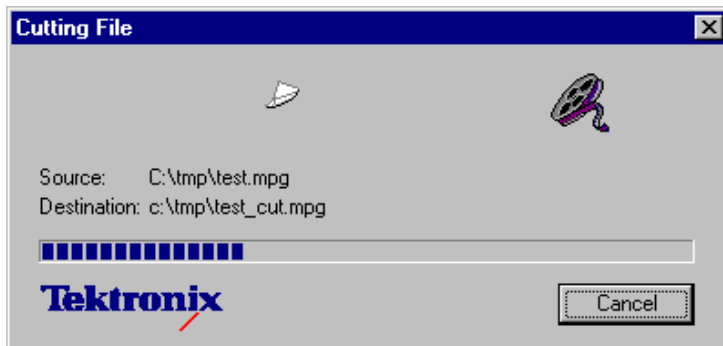 Cutting File
Source: C:\tmp\test.mpg
Destination: c:\tmp\test_cut.mpg
Tektronix
Cancel